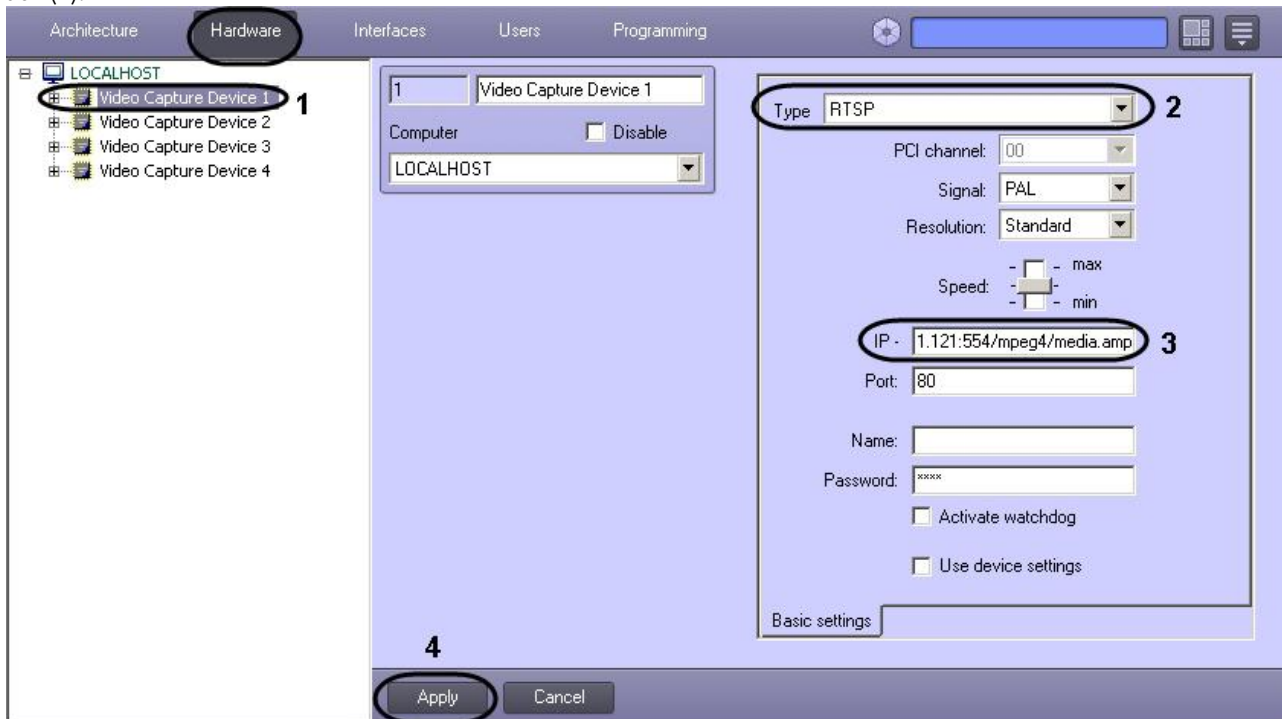 Architecture Hardware Interfaces Users Programming
LOCALHOST
Video Capture Device 1 1
Video Capture Device 2
Video Capture Device 3
Video Capture Device 4
1 Video Capture Device 1
Computer Disable
LOCALHOST
Type RTSP 2
PCI channel: 00
Signal: PAL
Resolution: Standard
max
Speed:
min
IP - 1.121:554/mpeg4/media.amp 3
Port: 80
Name:
Password: ****
Activate watchdog
Use device settings
Basic settings
4
Apply Cancel